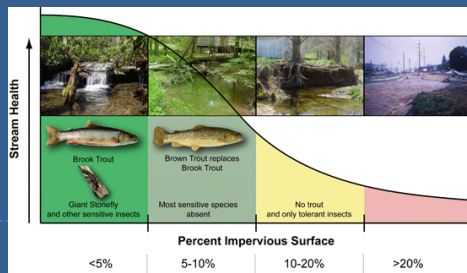 Stream Health
Brook Trout
Giant Stonefly
and other sensitive insects
Brown Trout replaces
Brook Trout
Most sensitive species
absent
No trout
and only tolerant insects
Percent Impervious Surface
<5%
5-10%
10-20%
>20%